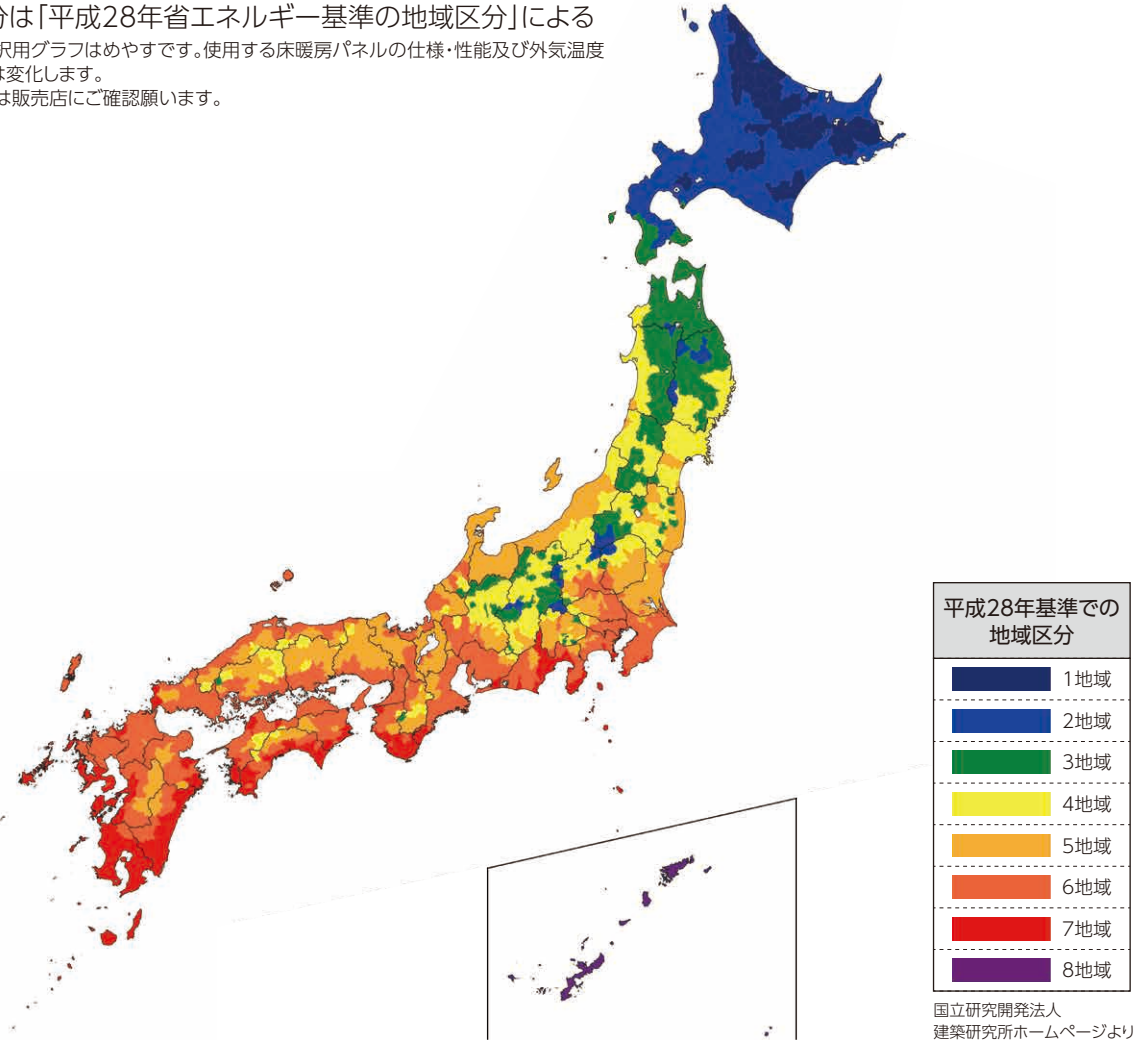 分は「平成28年省エネルギー基準の地域区分」による
択用グラフはめやすです。使用する床暖房パネルの仕様・性能及び外気温度
は変化します。
は販売店にご確認願います。
平成28年基準での
地域区分
1地域
2地域
3地域
4地域
5地域
6地域
7地域
8地域
国立研究開発法人
建築研究所ホームページより